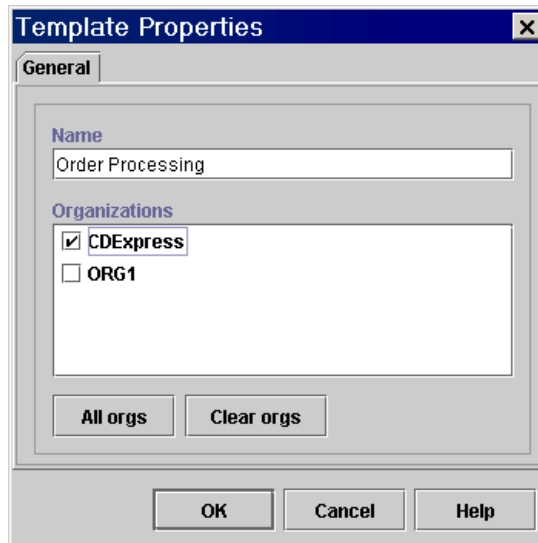 Template Properties
General
Name
Order Processing
Organizations
CDExpress
ORG1
All orgs Clear orgs
OK Cancel Help